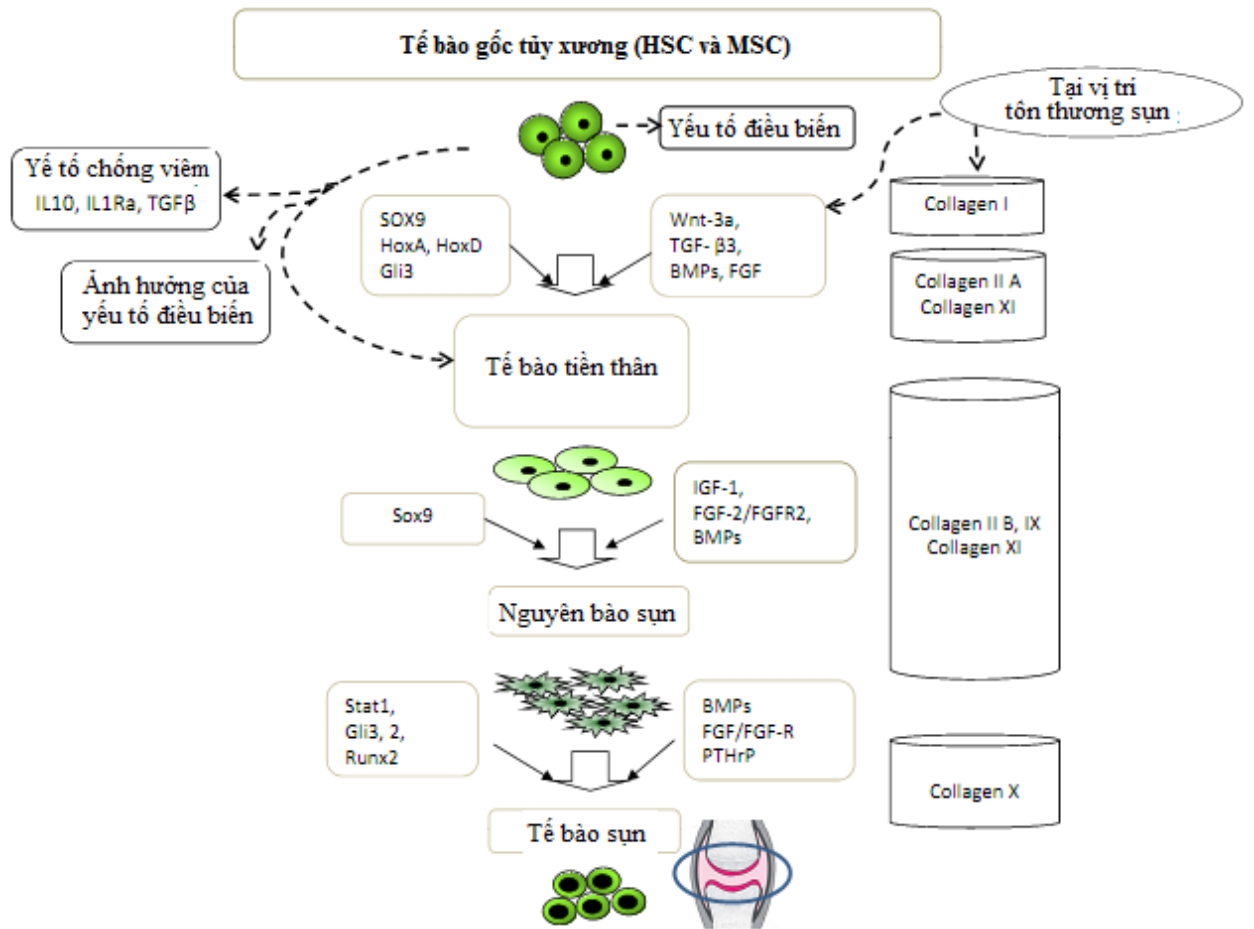 Tế bào gốc tủy xương (HSC và MSC)
Tại vị trí
tổn thương sụn :
Yếu tố điều biến
Yế tố chống viêm
IL10, IL1Ra, TGFβ
Ảnh hưởng của
yếu tố điều biến
SOX9
HoxA, HoxD
Gli3
Wnt-3a,
TGF- β3,
BMPs, FGF
Collagen I
Collagen II A
Collagen XI
Tế bào tiền thân
Sox9
IGF-1,
FGF-2/FGFR2,
BMPs
Collagen II B, IX
Collagen XI
Nguyên bào sụn
Stat1,
Gli3, 2,
Runx2
BMPs
FGF/FGF-R
PTHrP
Collagen X
Tế bào sụn